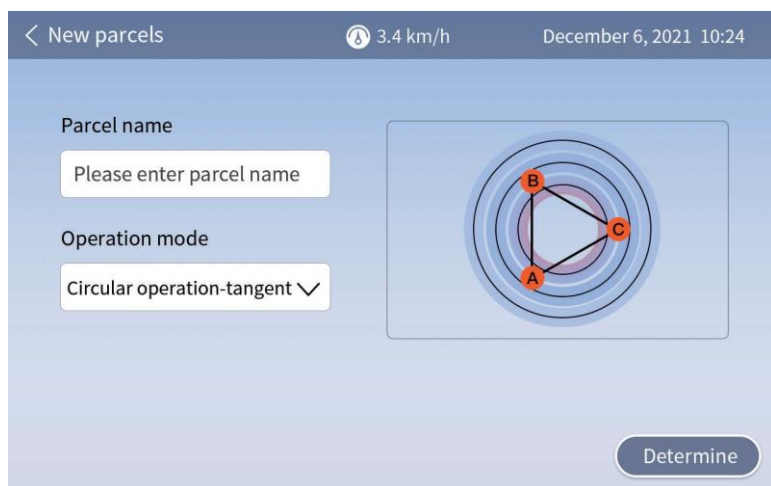 New parcels
3.4 km/h
December 6, 2021 10:24
Parcel name
Please enter parcel name
Operation mode
Circular operation-tangent
B
C
A
Determine